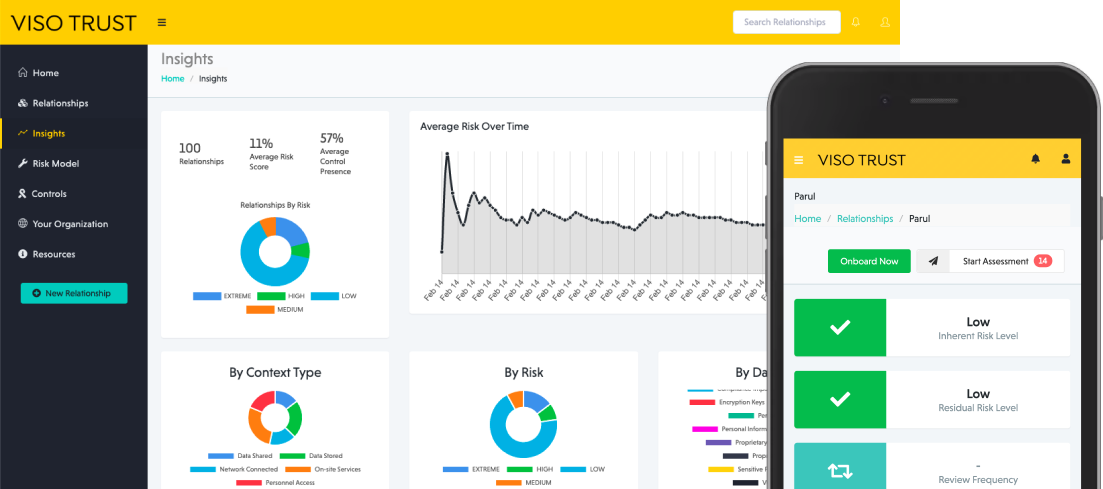 VISO TRUST
Search Relationships
Home
Relationships
Insights
Risk Model
Controls
Your Organization
Resources
New Relationship
Insights
Home / Insights
100
Relationships
11%
Average Risk
Score
57%
Average
Control
Presence
Relationships By Risk
EXTREME HIGH LOW
MEDIUM
Average Risk Over Time
Feb 14 Feb 14 Feb 14 Feb 14 Feb 14 Feb 14 Feb 14 Feb 14 Feb 14 Feb 14 Feb 14 Feb 14 Feb 14 Feb 14 Feb 14 Feb 14 Feb 14 Feb 14 Feb 14 Feb 14
By Context Type
Data Shared Data Stored
Network Connected On-site Services
Personnel Access
By Risk
EXTREME HIGH LOW
MEDIUM
By Da
Encryption Keys
Per
Personal Inform
Proprietary
Prop
Sensitive
VISO TRUST
Parul
Home / Relationships / Parul
Onboard Now
Start Assessment 14
Low
Inherent Risk Level
Low
Residual Risk Level
-
Review Frequency